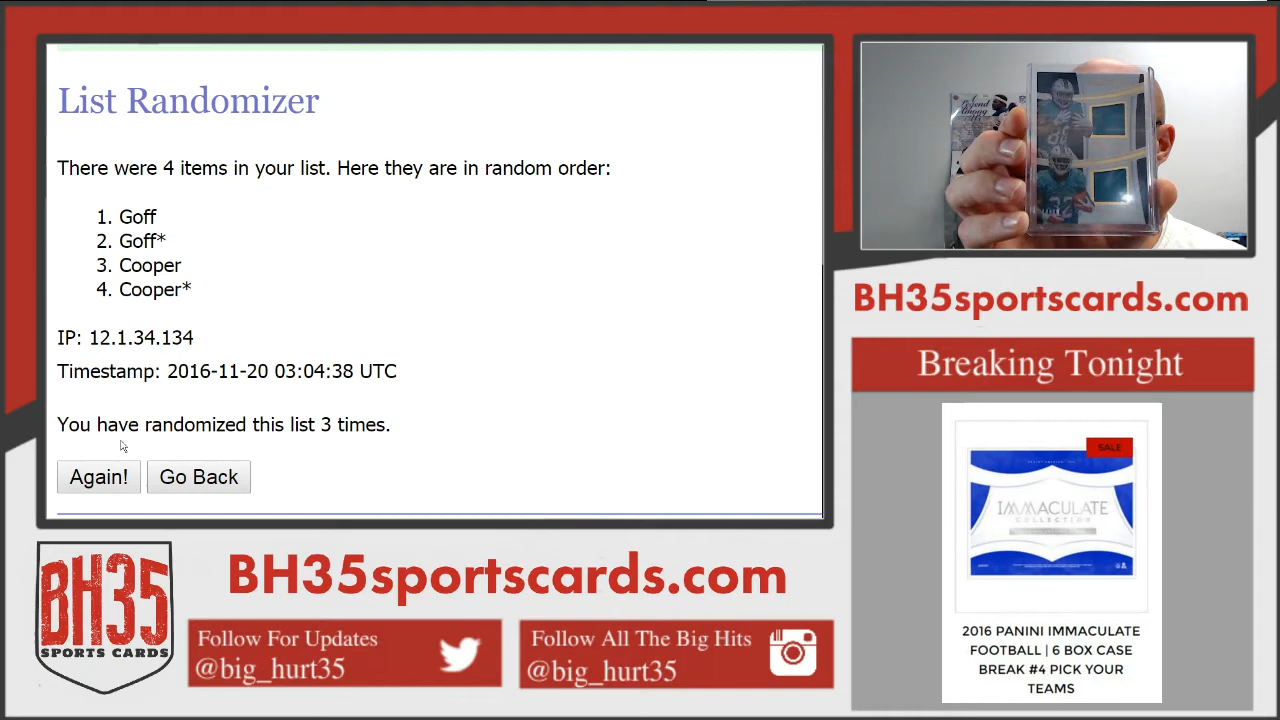 List Randomizer
There were 4 items in your list. Here they are in random order:
1. Goff
2. Goff*
3. Cooper
4. Cooper*
IP: 12.1.34.134
Timestamp: 2016-11-20 03:04:38 UTC
You have randomized this list 3 times.
Again!
Go Back
BH35sportscards.com
Breaking Tonight
SALE
IMMACULATE
COLLECTION
2016 PANINI IMMACULATE
FOOTBALL | 6 BOX CASE
BREAK #4 PICK YOUR
TEAMS
BH35
SPORTS CARDS
BH35sportscards.com
Follow For Updates
@big_hurt35
Follow All The Big Hits
@big_hurt35